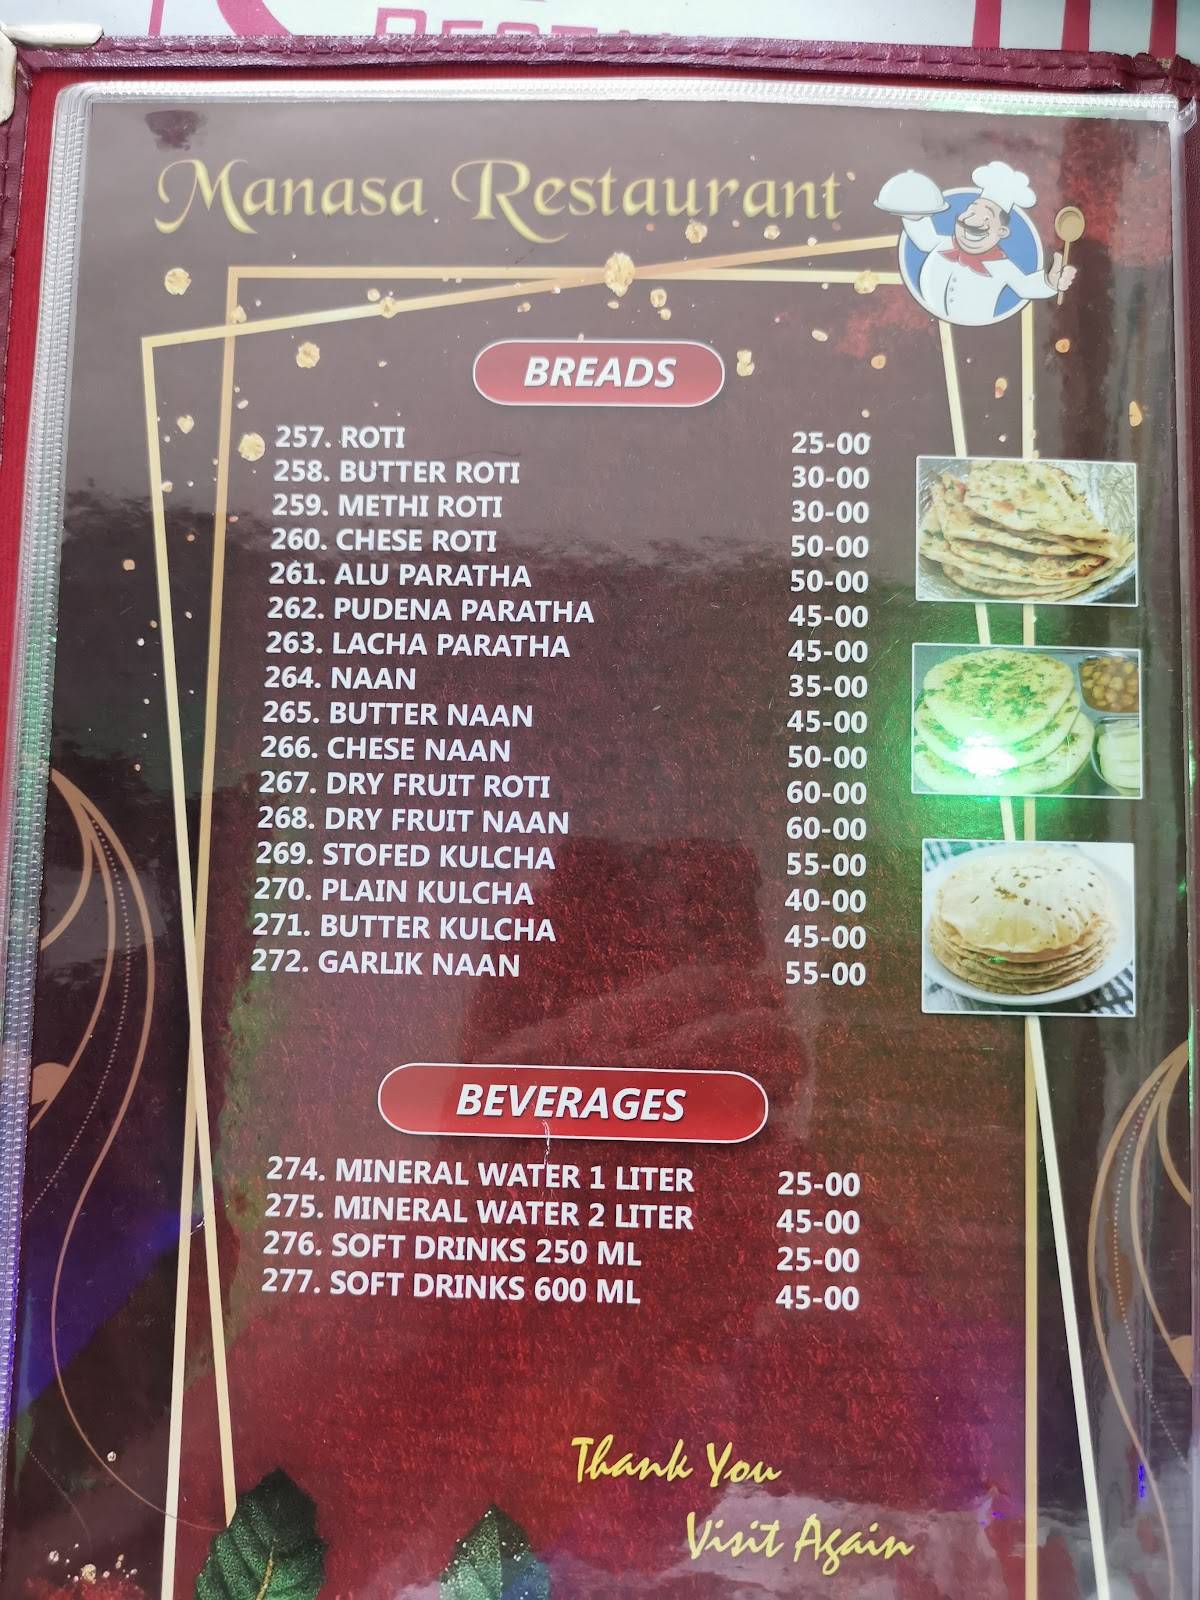 Manasa Restaurant
BREADS
257. ROTI 25-00
258. BUTTER ROTI 30-00
259. METHI ROTI 30-00
260. CHESE ROTI 50-00
261. ALU PARATHA 50-00
262. PUDENA PARATHA 45-00
263. LACHA PARATHA 45-00
264. NAAN 35-00
265. BUTTER NAAN 45-00
266. CHESE NAAN 50-00
267. DRY FRUIT ROTI 60-00
268. DRY FRUIT NAAN 60-00
269. STOFED KULCHA 55-00
270. PLAIN KULCHA 40-00
271. BUTTER KULCHA 45-00
272. GARLIK NAAN 55-00
BEVERAGES
274. MINERAL WATER 1 LITER 25-00
275. MINERAL WATER 2 LITER 45-00
276. SOFT DRINKS 250 ML 25-00
277. SOFT DRINKS 600 ML 45-00
Thank You
Visit Again